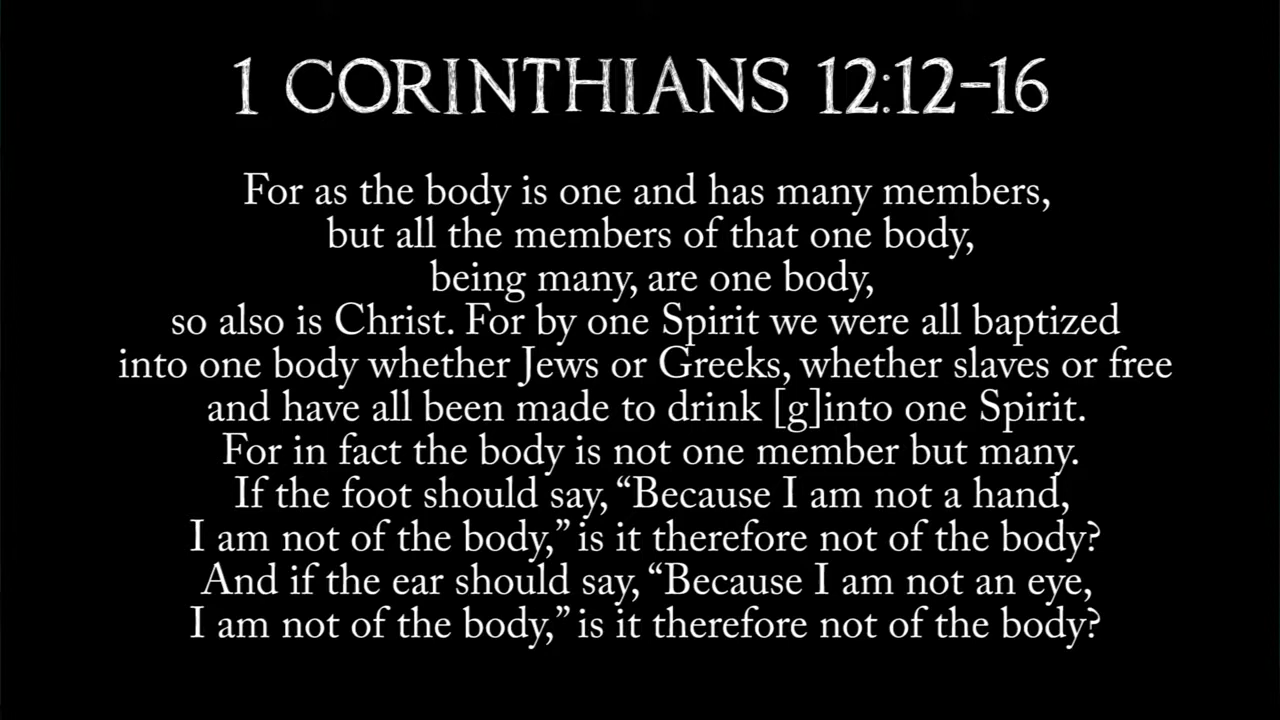 1 CORINTHIANS 12:12-16
For as the body is one and has many members,
but all the members of that one body,
being many, are one body,
so also is Christ. For by one Spirit we were all baptized
into one body whether Jews or Greeks, whether slaves or free
and have all been made to drink [g]into one Spirit.
For in fact the body is not one member but many.
If the foot should say, “Because I am not a hand,
I am not of the body,” is it therefore not of the body?
And if the ear should say, “Because I am not an eye,
I am not of the body,” is it therefore not of the body?